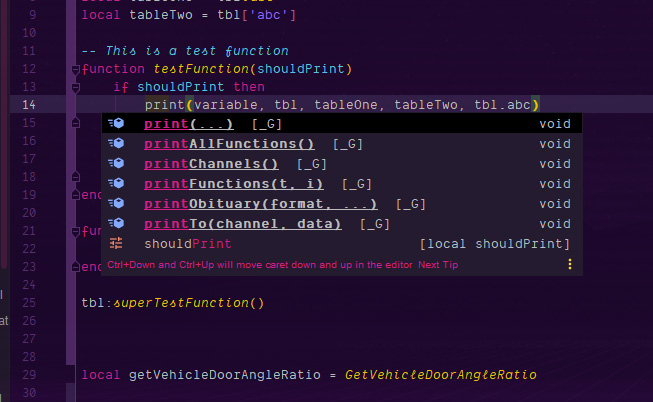 9 local tableTwo = tbl['abc']
10
11 -- This is a test function
12 function testFunction(shouldPrint)
13 if shouldPrint then
14 print(variable, tbl, tableOne, tableTwo, tbl.abc)
15 print(...) [_G] void
16 printAllFunctions() [_G] void
17 printChannels() [_G] void
18 printFunctions(t, i) [_G] void
19 end printObituary(format, ...) [_G] void
20 printTo(channel, data) [_G] void
21 fun shouldPrint [local shouldPrint]
22 Ctrl+Down and Ctrl+Up will move caret down and up in the editor Next Tip
23 end
24
25 tbl:superTestFunction()
26
27
28
29 local getVehicleDoorAngleRatio = GetVehicleDoorAngleRatio
30